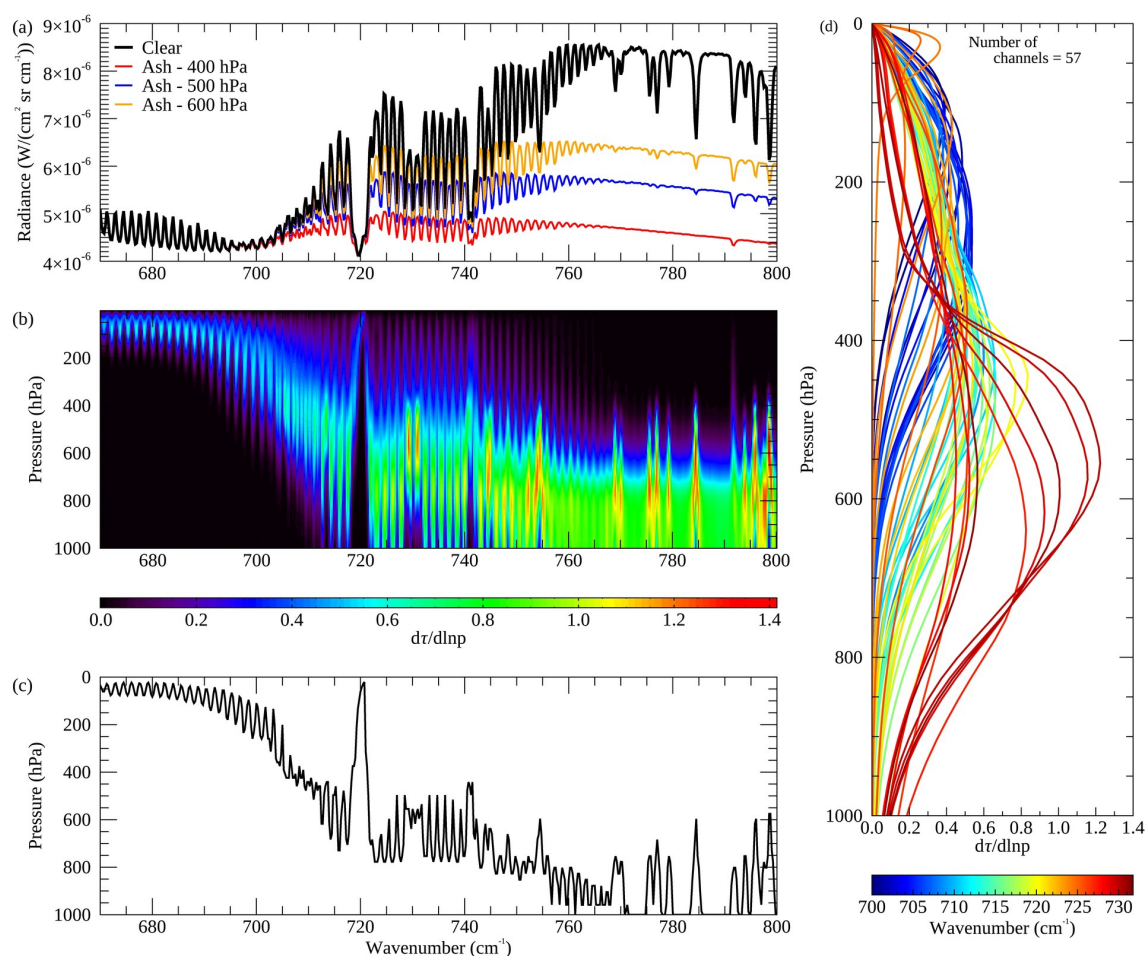 (a)
9×10⁻⁶
8×10⁻⁶
7×10⁻⁶
6×10⁻⁶
5×10⁻⁶
4×10⁻⁶
Radiance (W/(cm² sr cm⁻¹))
Clear
Ash - 400 hPa
Ash - 500 hPa
Ash - 600 hPa
680 700 720 740 760 780 800
(b)
200
400
600
800
1000
Pressure (hPa)
680 700 720 740 760 780 800
0.0 0.2 0.4 0.6 0.8 1.0 1.2 1.4
dτ/dlnp
(c)
0
200
400
600
800
1000
Pressure (hPa)
680 700 720 740 760 780 800
Wavenumber (cm⁻¹)
(d)
0
200
400
600
800
1000
Pressure (hPa)
Number of
channels = 57
0.0 0.2 0.4 0.6 0.8 1.0 1.2 1.4
dτ/dlnp
700 705 710 715 720 725 730
Wavenumber (cm⁻¹)